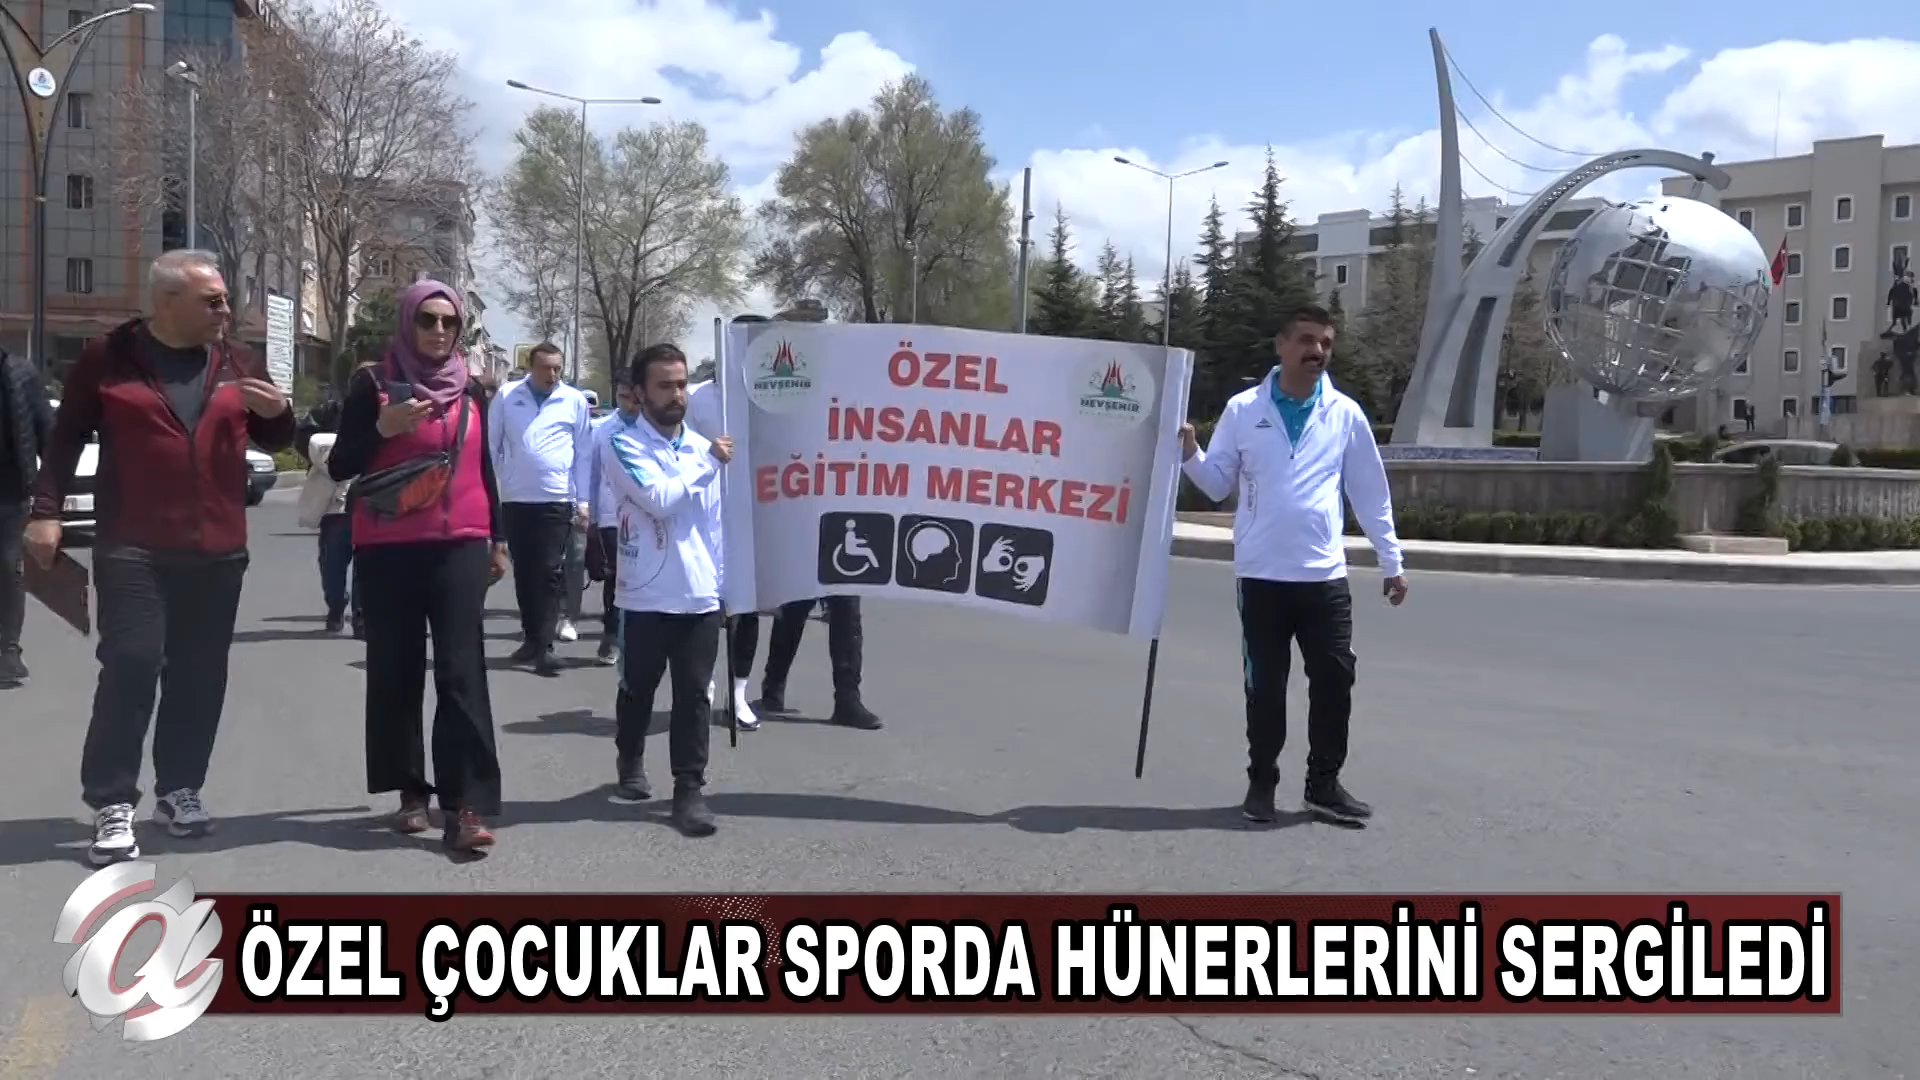 ÖZEL
İNSANLAR
EĞİTİM MERKEZİ
NEVŞEHİR
NEVŞEHİR
ÖZEL ÇOCUKLAR SPORDA HÜNERLERİNİ SERGİLEDİ